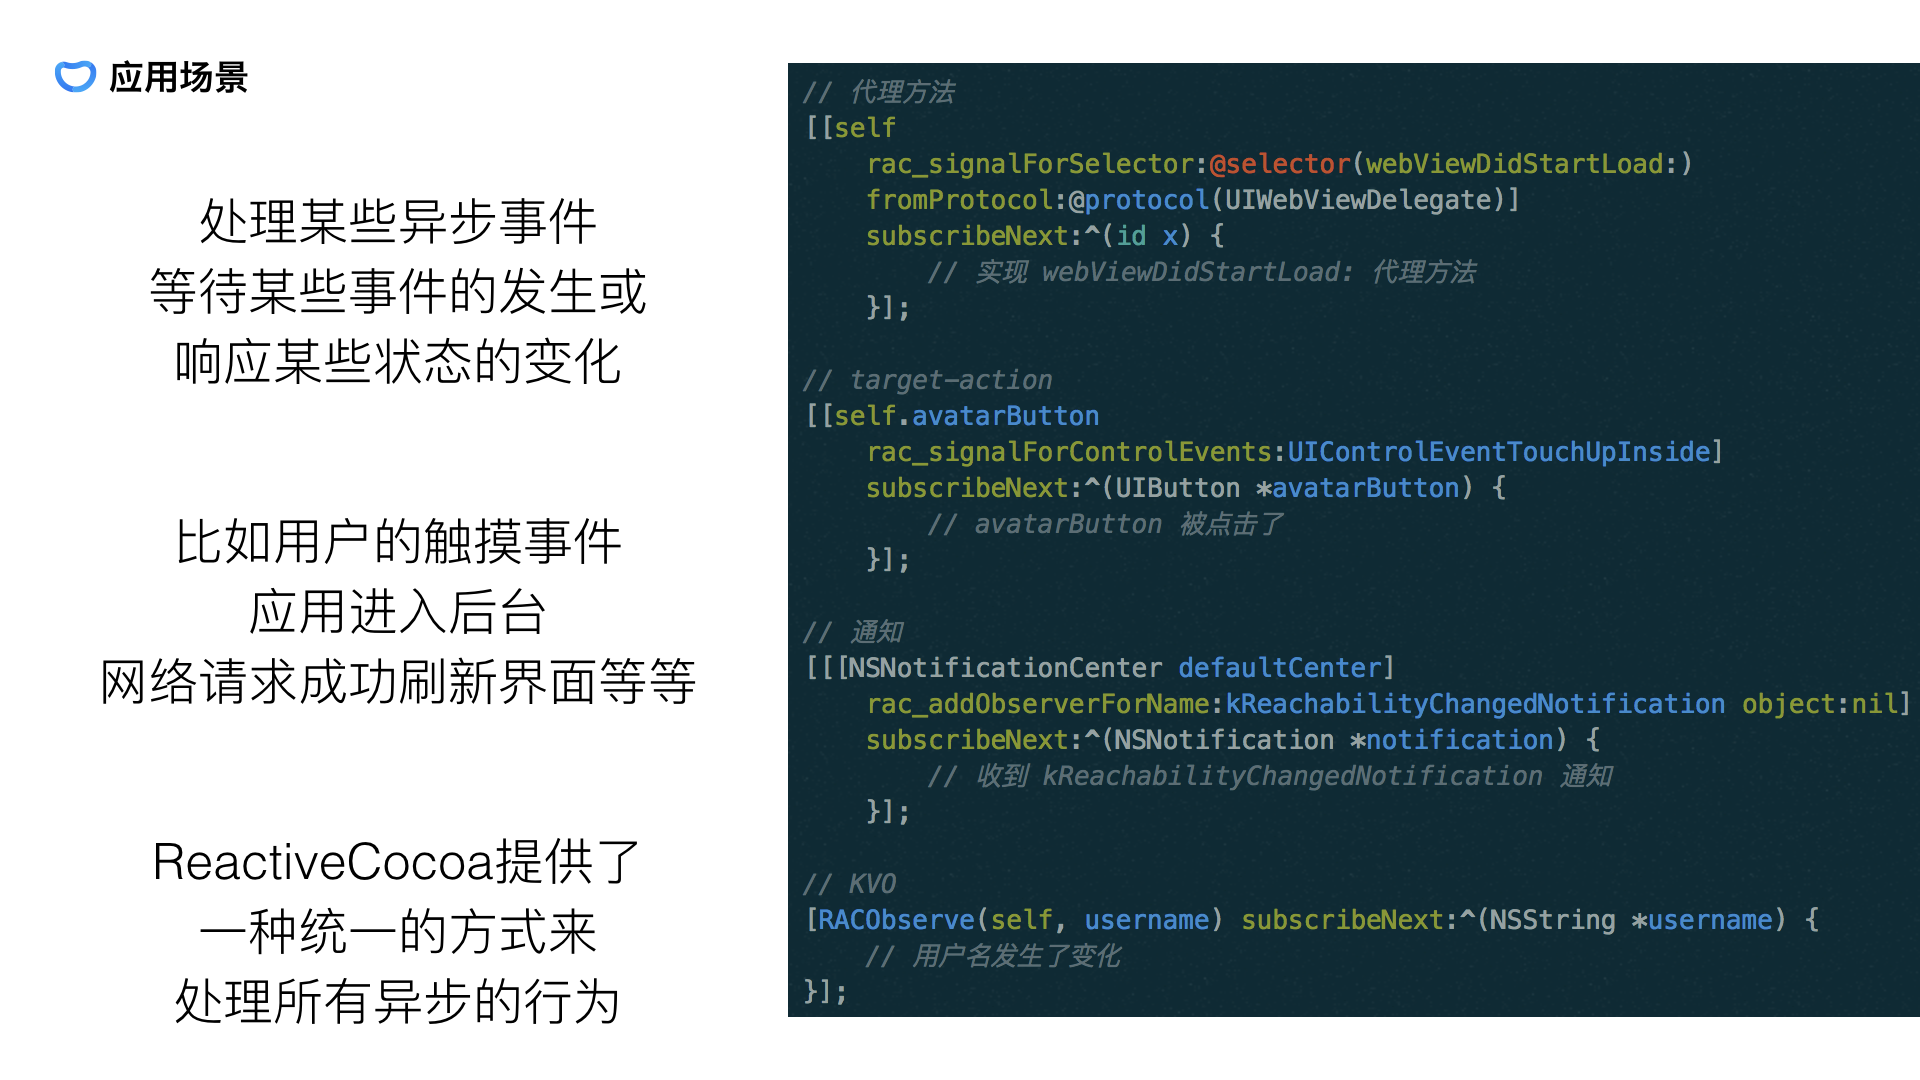 应用场景
处理某些异步事件
等待某些事件的发生或
响应某些状态的变化
比如用户的触摸事件
应用进入后台
网络请求成功刷新界面等等
ReactiveCocoa提供了
一种统一的方式来
处理所有异步的行为
// 代理方法
[[self
    rac_signalForSelector:@selector(webViewDidStartLoad:)
    fromProtocol:@protocol(UIWebViewDelegate)]
    subscribeNext:^(id x) {
        // 实现 webViewDidStartLoad: 代理方法
    }];
// target-action
[[self.avatarButton
    rac_signalForControlEvents:UIControlEventTouchUpInside]
    subscribeNext:^(UIButton *avatarButton) {
        // avatarButton 被点击了
    }];
// 通知
[[[NSNotificationCenter defaultCenter]
    rac_addObserverForName:kReachabilityChangedNotification object:nil]
    subscribeNext:^(NSNotification *notification) {
        // 收到 kReachabilityChangedNotification 通知
    }];
// KVO
[RACObserve(self, username) subscribeNext:^(NSString *username) {
    // 用户名发生了变化
}];